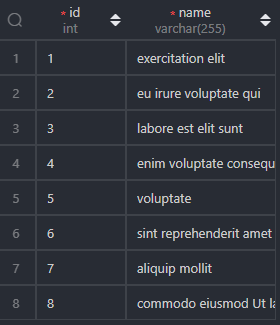 * id
int
* name
varchar(255)
1 1 exercitation elit
2 2 eu irure voluptate qui
3 3 labore est elit sunt
4 4 enim voluptate consequ
5 5 voluptate
6 6 sint reprehenderit amet
7 7 aliquip mollit
8 8 commodo eiusmod Ut la